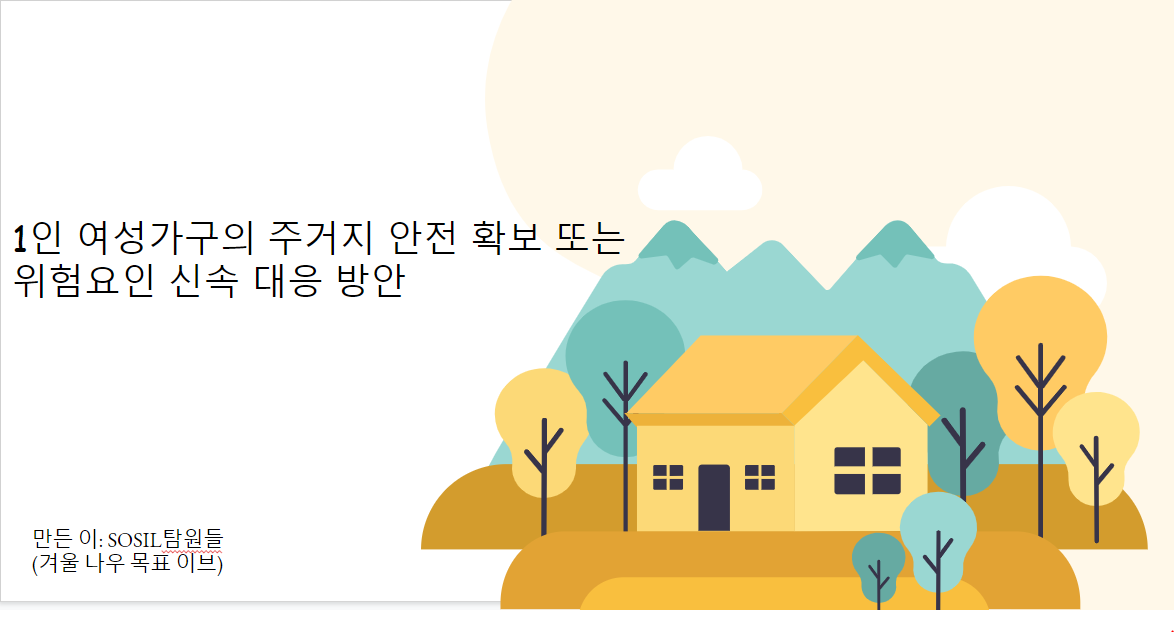 1인 여성가구의 주거지 안전 확보 또는
위험요인 신속 대응 방안
만든 이: SOSIL탐원들
(겨울 나우 목표 이브)